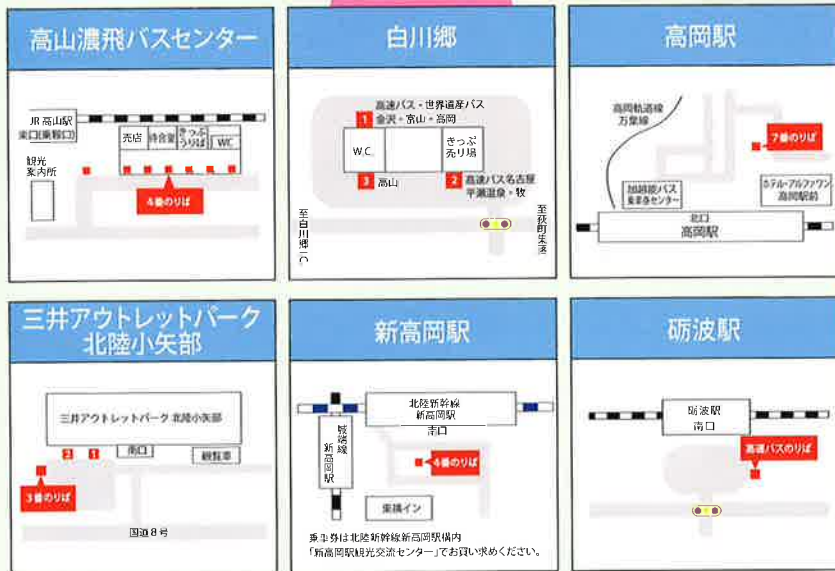 高山濃飛バスセンター
JR 高山駅
東口(乗鞍口)
売店
待合室
きっぷ
うりば
WC
観光
案内所
4番のりば
白川郷
高速バス・世界遺産バス
金沢・富山・高岡
1
W.C.
きっぷ
売り場
3
高山
2
高速バス名古屋
平瀬温泉・牧
至白川郷IC
至荻町集落
高岡駅
高岡軌道線
万葉線
7番のりば
加越能バス
乗車券センター
ホテル・アルファワン
高岡駅前
北口
高岡駅
三井アウトレットパーク
北陸小矢部
三井アウトレットパーク 北陸小矢部
2
1
南口
観覧車
3番のりば
国道8号
新高岡駅
北陸新幹線
新高岡駅
南口
城端線
新高岡駅
4番のりば
東横イン
乗車券は北陸新幹線新高岡駅構内
「新高岡駅観光交流センター」でお買い求めください。
砺波駅
砺波駅
南口
高速バスのりば